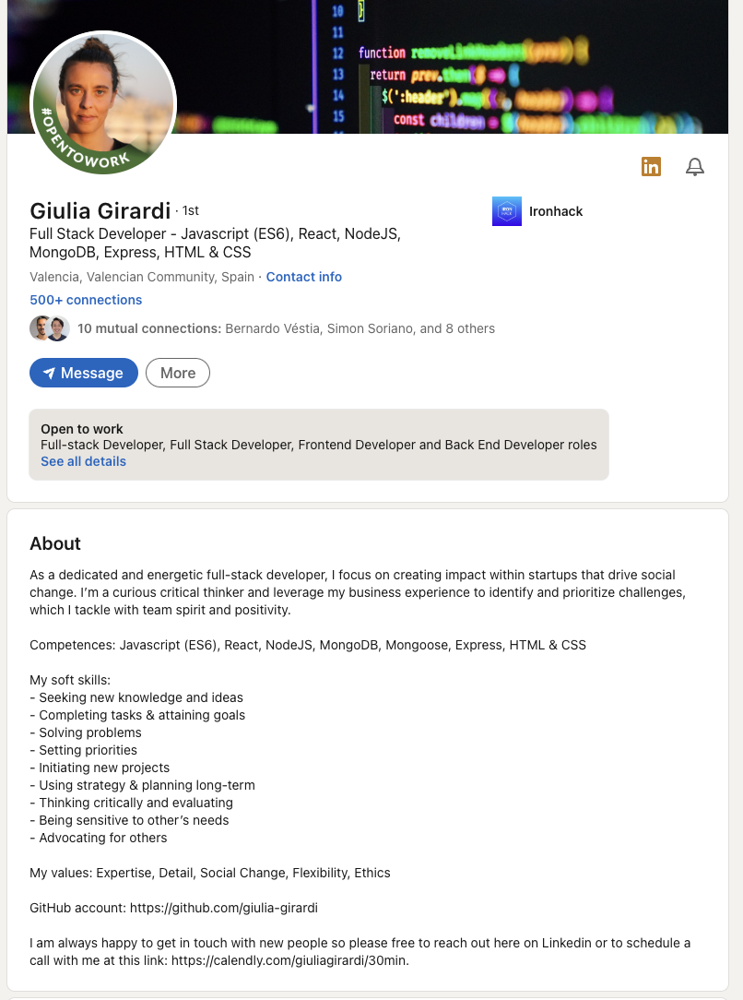 10 }
11
12 function removeLinkHeaders
13 return prev.then
14 $(':header').map
15 const children =
#OPENTOWORK
in
Giulia Girardi · 1st
IRON HACK
Ironhack
Full Stack Developer - Javascript (ES6), React, NodeJS,
MongoDB, Express, HTML & CSS
Valencia, Valencian Community, Spain · Contact info
500+ connections
10 mutual connections: Bernardo Véstia, Simon Soriano, and 8 others
Message
More
Open to work
Full-stack Developer, Full Stack Developer, Frontend Developer and Back End Developer roles
See all details
About
As a dedicated and energetic full-stack developer, I focus on creating impact within startups that drive social
change. I’m a curious critical thinker and leverage my business experience to identify and prioritize challenges,
which I tackle with team spirit and positivity.
Competences: Javascript (ES6), React, NodeJS, MongoDB, Mongoose, Express, HTML & CSS
My soft skills:
- Seeking new knowledge and ideas
- Completing tasks & attaining goals
- Solving problems
- Setting priorities
- Initiating new projects
- Using strategy & planning long-term
- Thinking critically and evaluating
- Being sensitive to other’s needs
- Advocating for others
My values: Expertise, Detail, Social Change, Flexibility, Ethics
GitHub account: https://github.com/giulia-girardi
I am always happy to get in touch with new people so please free to reach out here on Linkedin or to schedule a
call with me at this link: https://calendly.com/giuliagirardi/30min.